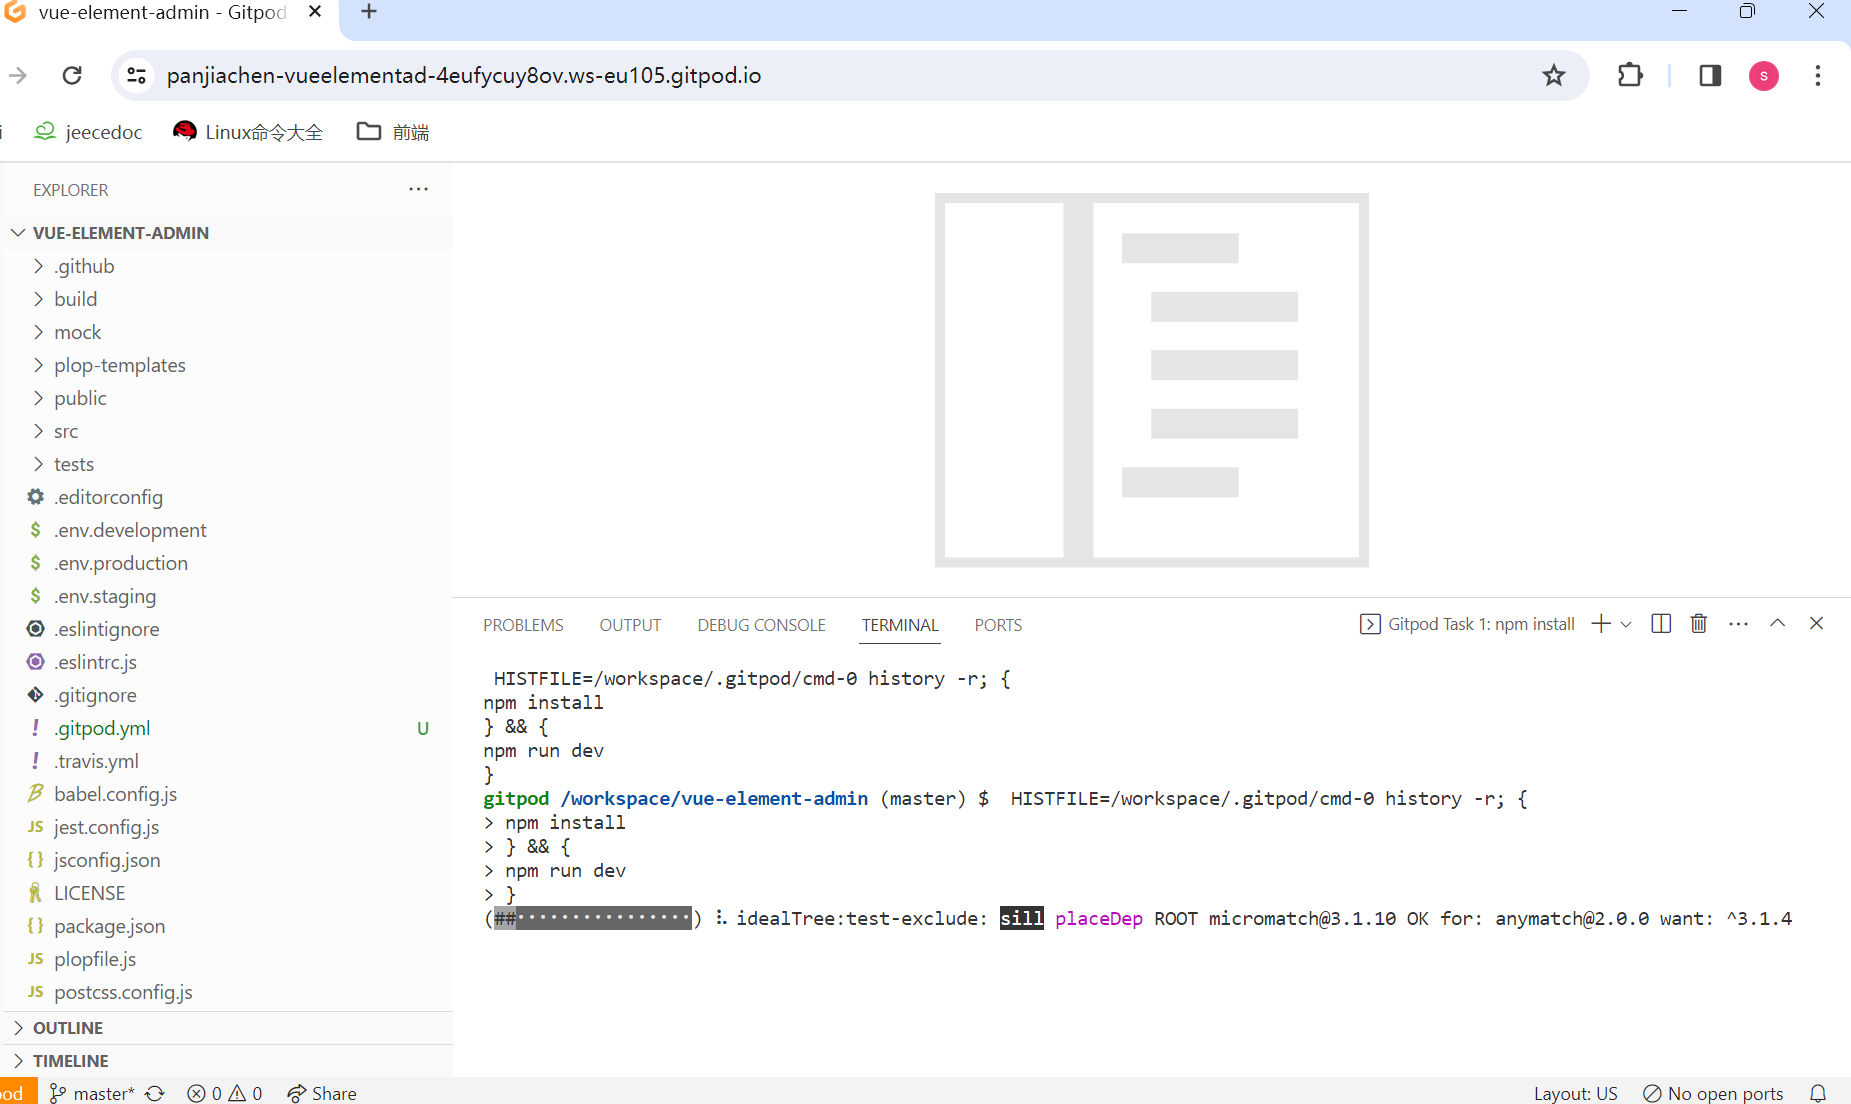 vue-element-admin - Gitpod
panjiachen-vueelementad-4eufycuy8ov.ws-eu105.gitpod.io
s
i jeecedoc Linux命令大全 前端
EXPLORER
VUE-ELEMENT-ADMIN
.github
build
mock
plop-templates
public
src
tests
.editorconfig
$ .env.development
$ .env.production
$ .env.staging
.eslintignore
.eslintrc.js
.gitignore
! .gitpod.yml U
! .travis.yml
babel.config.js
JS jest.config.js
{} jsconfig.json
LICENSE
{} package.json
JS plopfile.js
JS postcss.config.js
OUTLINE
TIMELINE
PROBLEMS OUTPUT DEBUG CONSOLE TERMINAL PORTS Gitpod Task 1: npm install
HISTFILE=/workspace/.gitpod/cmd-0 history -r; {
npm install
} && {
npm run dev
}
gitpod /workspace/vue-element-admin (master) $ HISTFILE=/workspace/.gitpod/cmd-0 history -r; {
> npm install
> } && {
> npm run dev
> }
(##················) ⠧ idealTree:test-exclude: sill placeDep ROOT micromatch@3.1.10 OK for: anymatch@2.0.0 want: ^3.1.4
pod master* 0 0 Share Layout: US No open ports